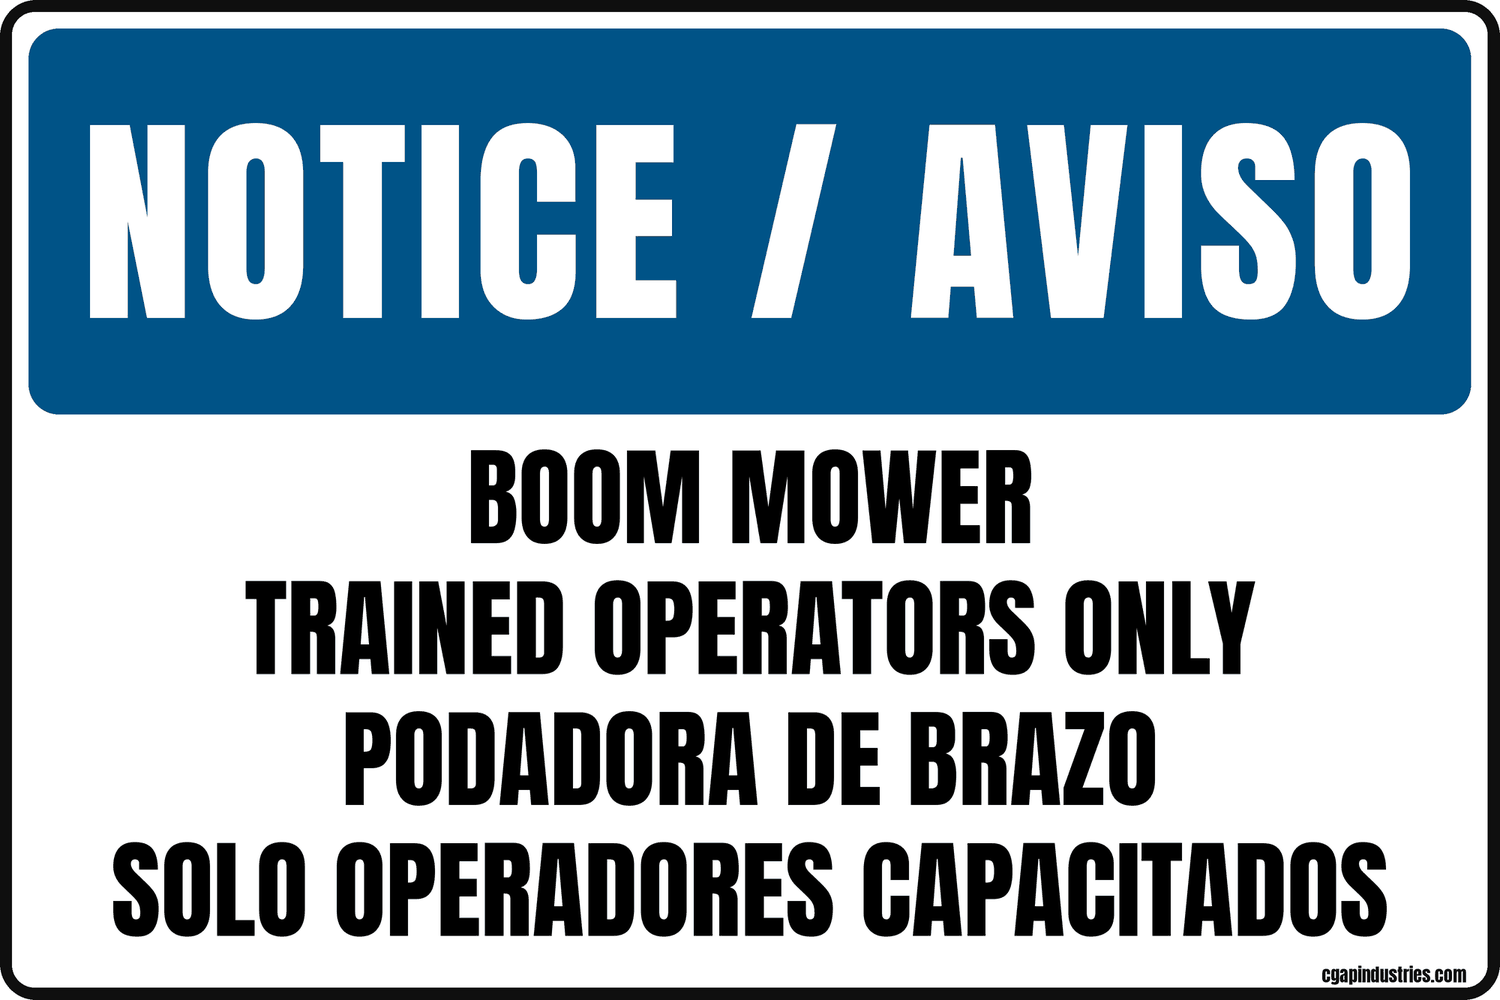 NOTICE / AVISO
BOOM MOWER
TRAINED OPERATORS ONLY
PODADORA DE BRAZO
SOLO OPERADORES CAPACITADOS
cgapindustries.com